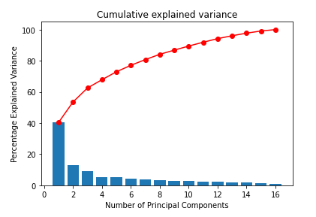 Cumulative explained variance
Percentage Explained Variance
100
80
60
40
20
0
0 2 4 6 8 10 12 14 16
Number of Principal Components